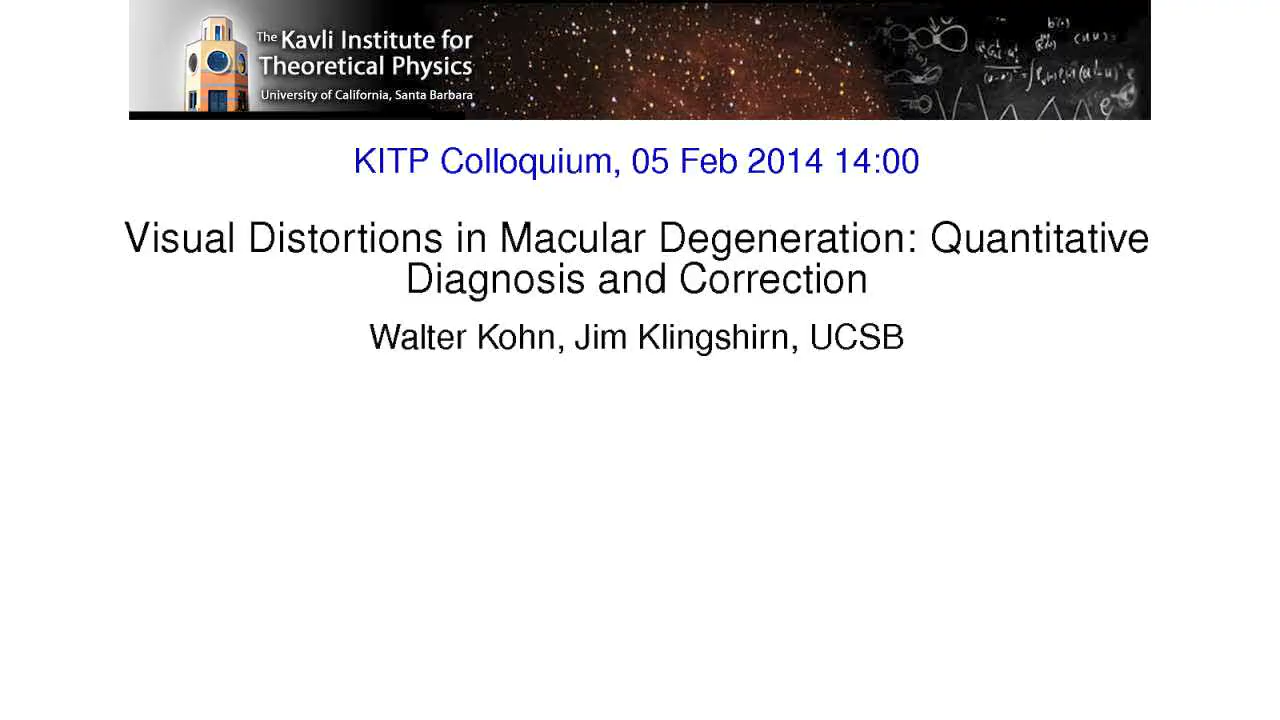 The Kavli Institute for
Theoretical Physics
University of California, Santa Barbara
KITP Colloquium, 05 Feb 2014 14:00
Visual Distortions in Macular Degeneration: Quantitative
Diagnosis and Correction
Walter Kohn, Jim Klingshirn, UCSB